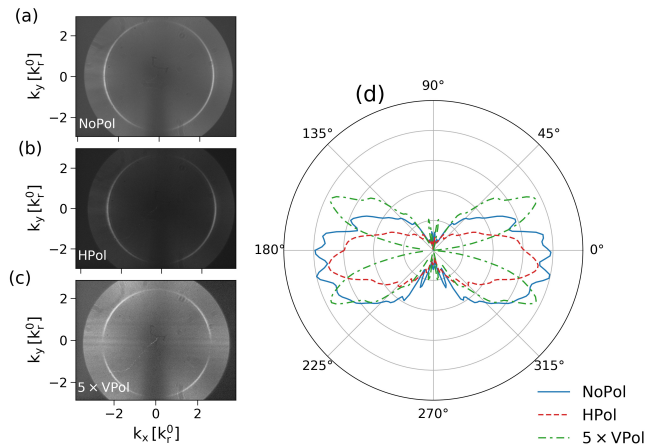 (a)
2
0
−2
k_y [k_r^0]
NoPol
(b)
2
0
−2
k_y [k_r^0]
HPol
(c)
2
0
−2
k_y [k_r^0]
5 × VPol
−2 0 2
k_x [k_r^0]
(d)
90°
135° 45°
180° 0°
225° 315°
270°
NoPol
HPol
5 × VPol